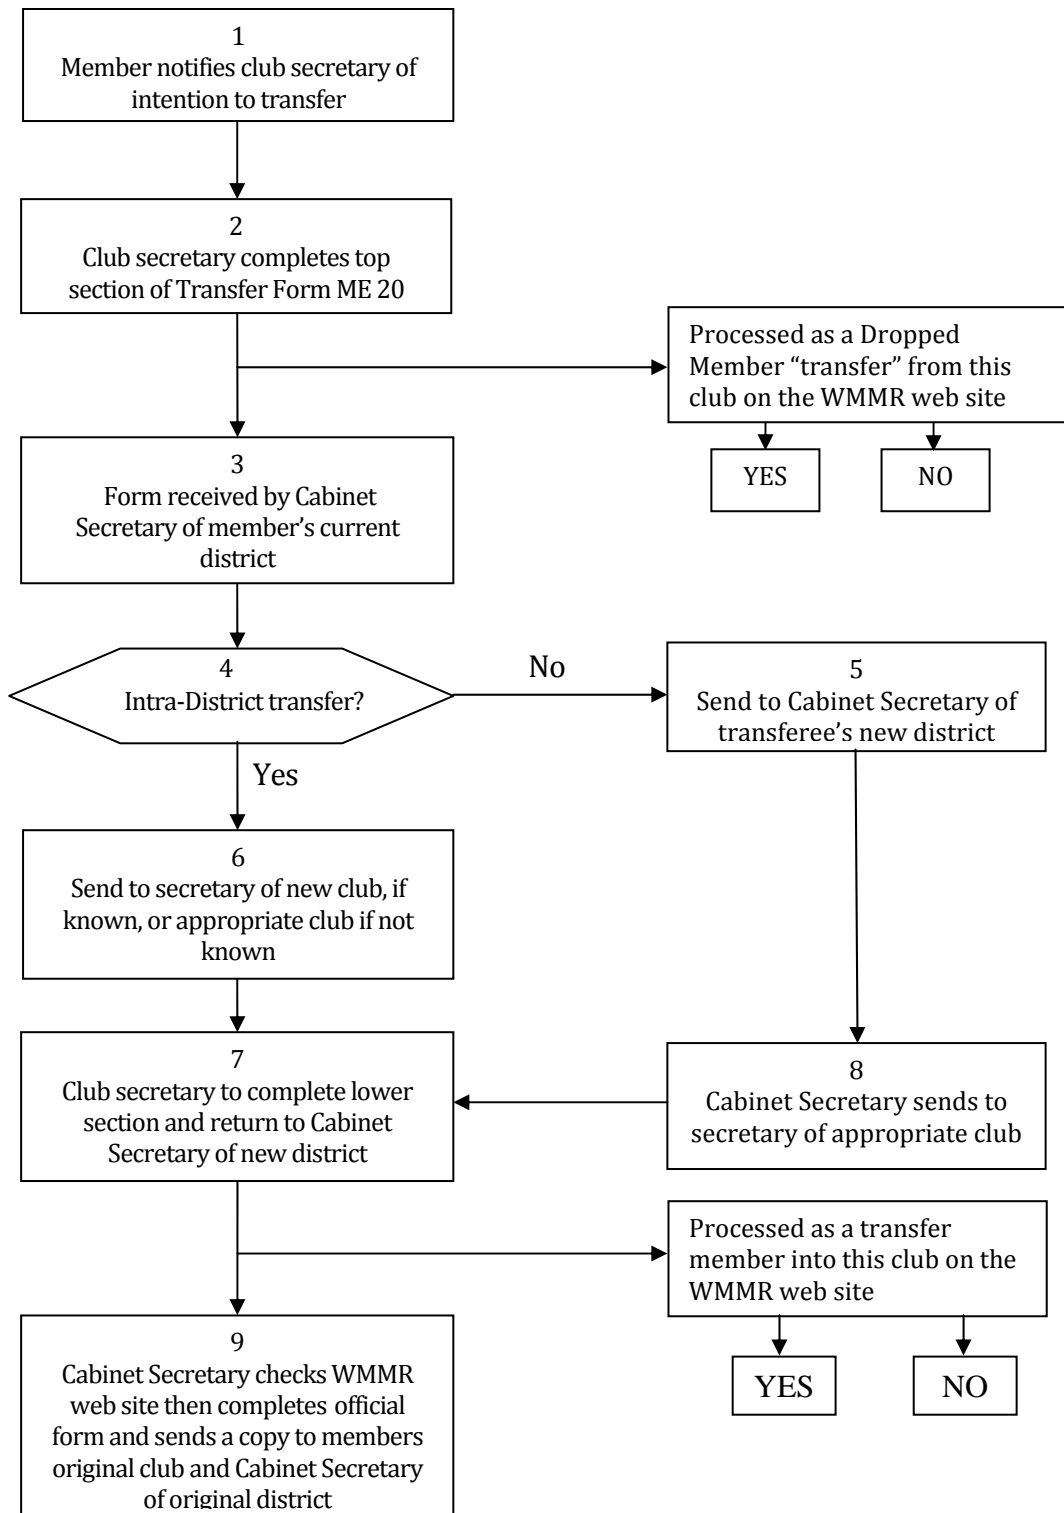 1
Member notifies club secretary of
intention to transfer
2
Club secretary completes top
section of Transfer Form ME 20
Processed as a Dropped
Member “transfer” from this
club on the WMMR web site
YES
NO
3
Form received by Cabinet
Secretary of member’s current
district
4
Intra-District transfer?
No
5
Send to Cabinet Secretary of
transferee’s new district
Yes
6
Send to secretary of new club, if
known, or appropriate club if not
known
7
Club secretary to complete lower
section and return to Cabinet
Secretary of new district
8
Cabinet Secretary sends to
secretary of appropriate club
Processed as a transfer
member into this club on the
WMMR web site
YES
NO
9
Cabinet Secretary checks WMMR
web site then completes official
form and sends a copy to members
original club and Cabinet Secretary
of original district